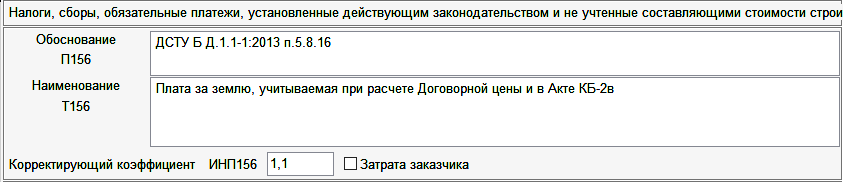 Налоги, сборы, обязательные платежи, установленные действующим законодательством и не учтенные составляющими стоимости строи
Обоснование
П156
ДСТУ Б Д.1.1-1:2013 п.5.8.16
Наименование
Т156
Плата за землю, учитываемая при расчете Договорной цены и в Акте КБ-2в
Корректирующий коэффициент ИНП156 1,1 Затрата заказчика